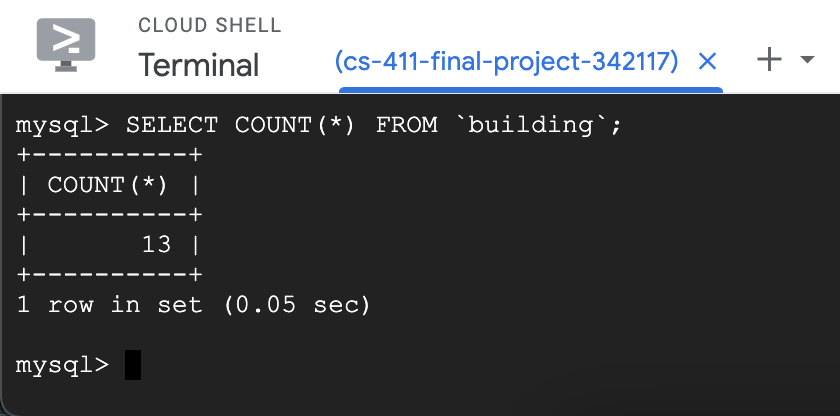 CLOUD SHELL
Terminal
(cs-411-final-project-342117)
mysql> SELECT COUNT(*) FROM `building`;
+----------+
| COUNT(*) |
+----------+
|       13 |
+----------+
1 row in set (0.05 sec)
mysql>